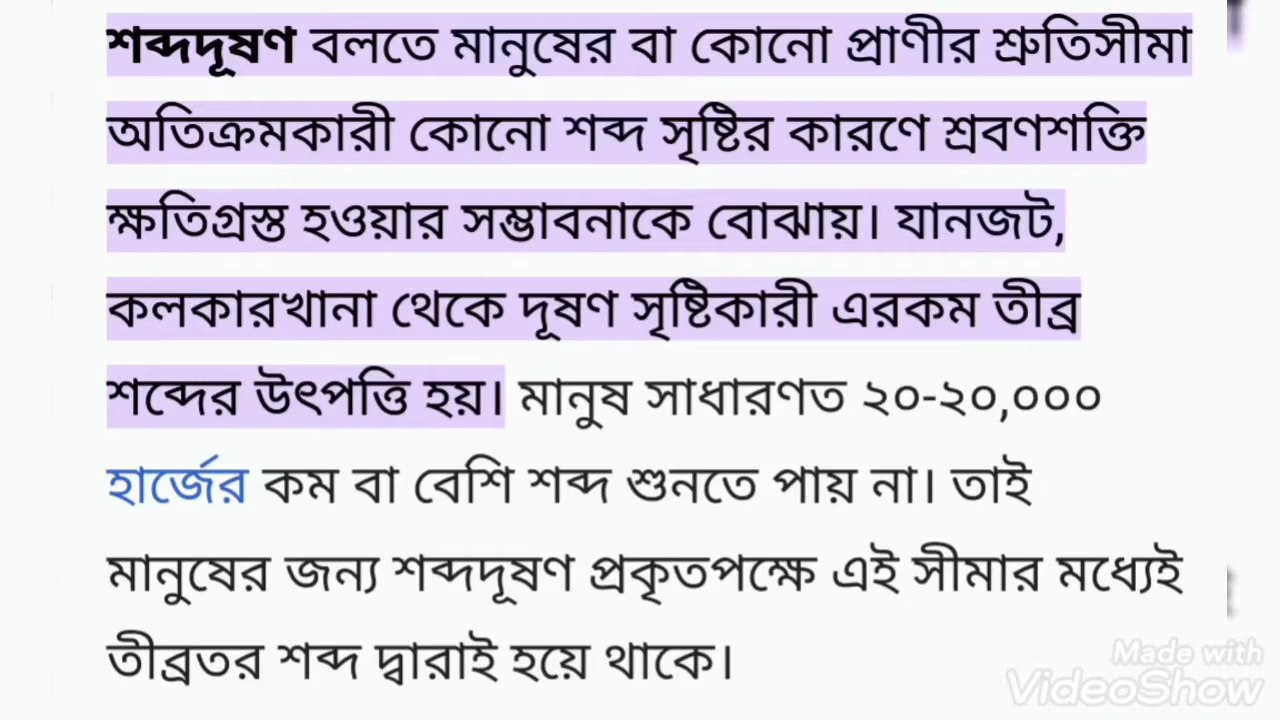 শব্দদূষণ বলতে মানুষের বা কোনো প্রাণীর শ্রুতিসীমা
অতিক্রমকারী কোনো শব্দ সৃষ্টির কারণে শ্রবণশক্তি
ক্ষতিগ্রস্ত হওয়ার সম্ভাবনাকে বোঝায়। যানজট,
কলকারখানা থেকে দূষণ সৃষ্টিকারী এরকম তীব্র
শব্দের উৎপত্তি হয়। মানুষ সাধারণত ২০-২০,০০০
হার্জের কম বা বেশি শব্দ শুনতে পায় না। তাই
মানুষের জন্য শব্দদূষণ প্রকৃতপক্ষে এই সীমার মধ্যেই
তীব্রতর শব্দ দ্বারাই হয়ে থাকে।
Made with
VideoShow